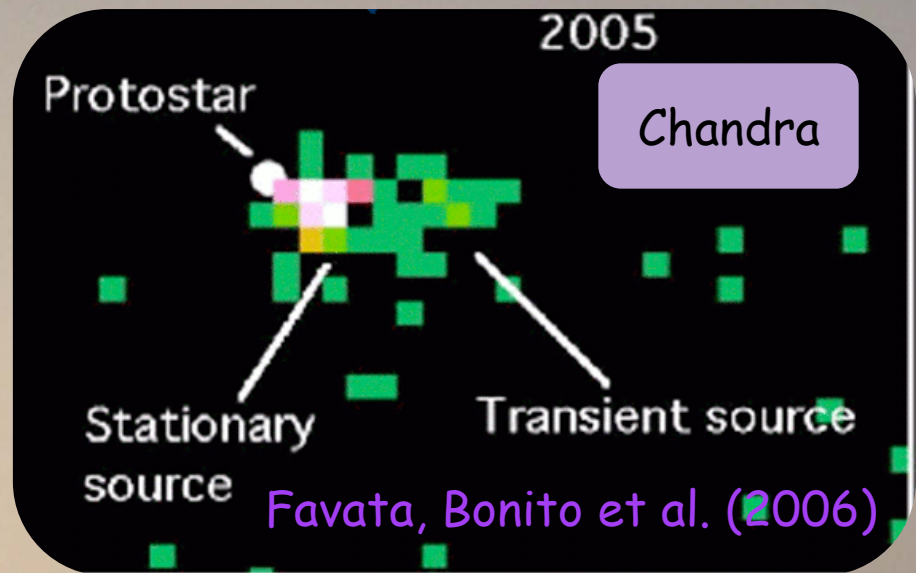 2005
Protostar
Chandra
Stationary
source
Transient source
Favata, Bonito et al. (2006)